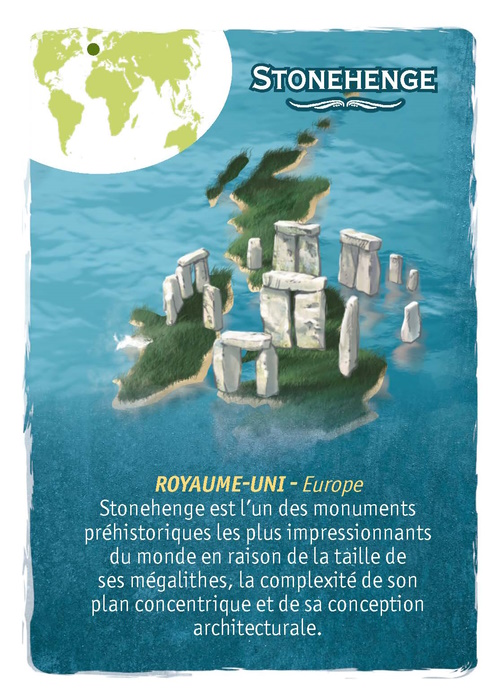 STONEHENGE
ROYAUME-UNI - Europe
Stonehenge est l'un des monuments
préhistoriques les plus impressionnants
du monde en raison de la taille de
ses mégalithes, la complexité de son
plan concentrique et de sa conception
architecturale.